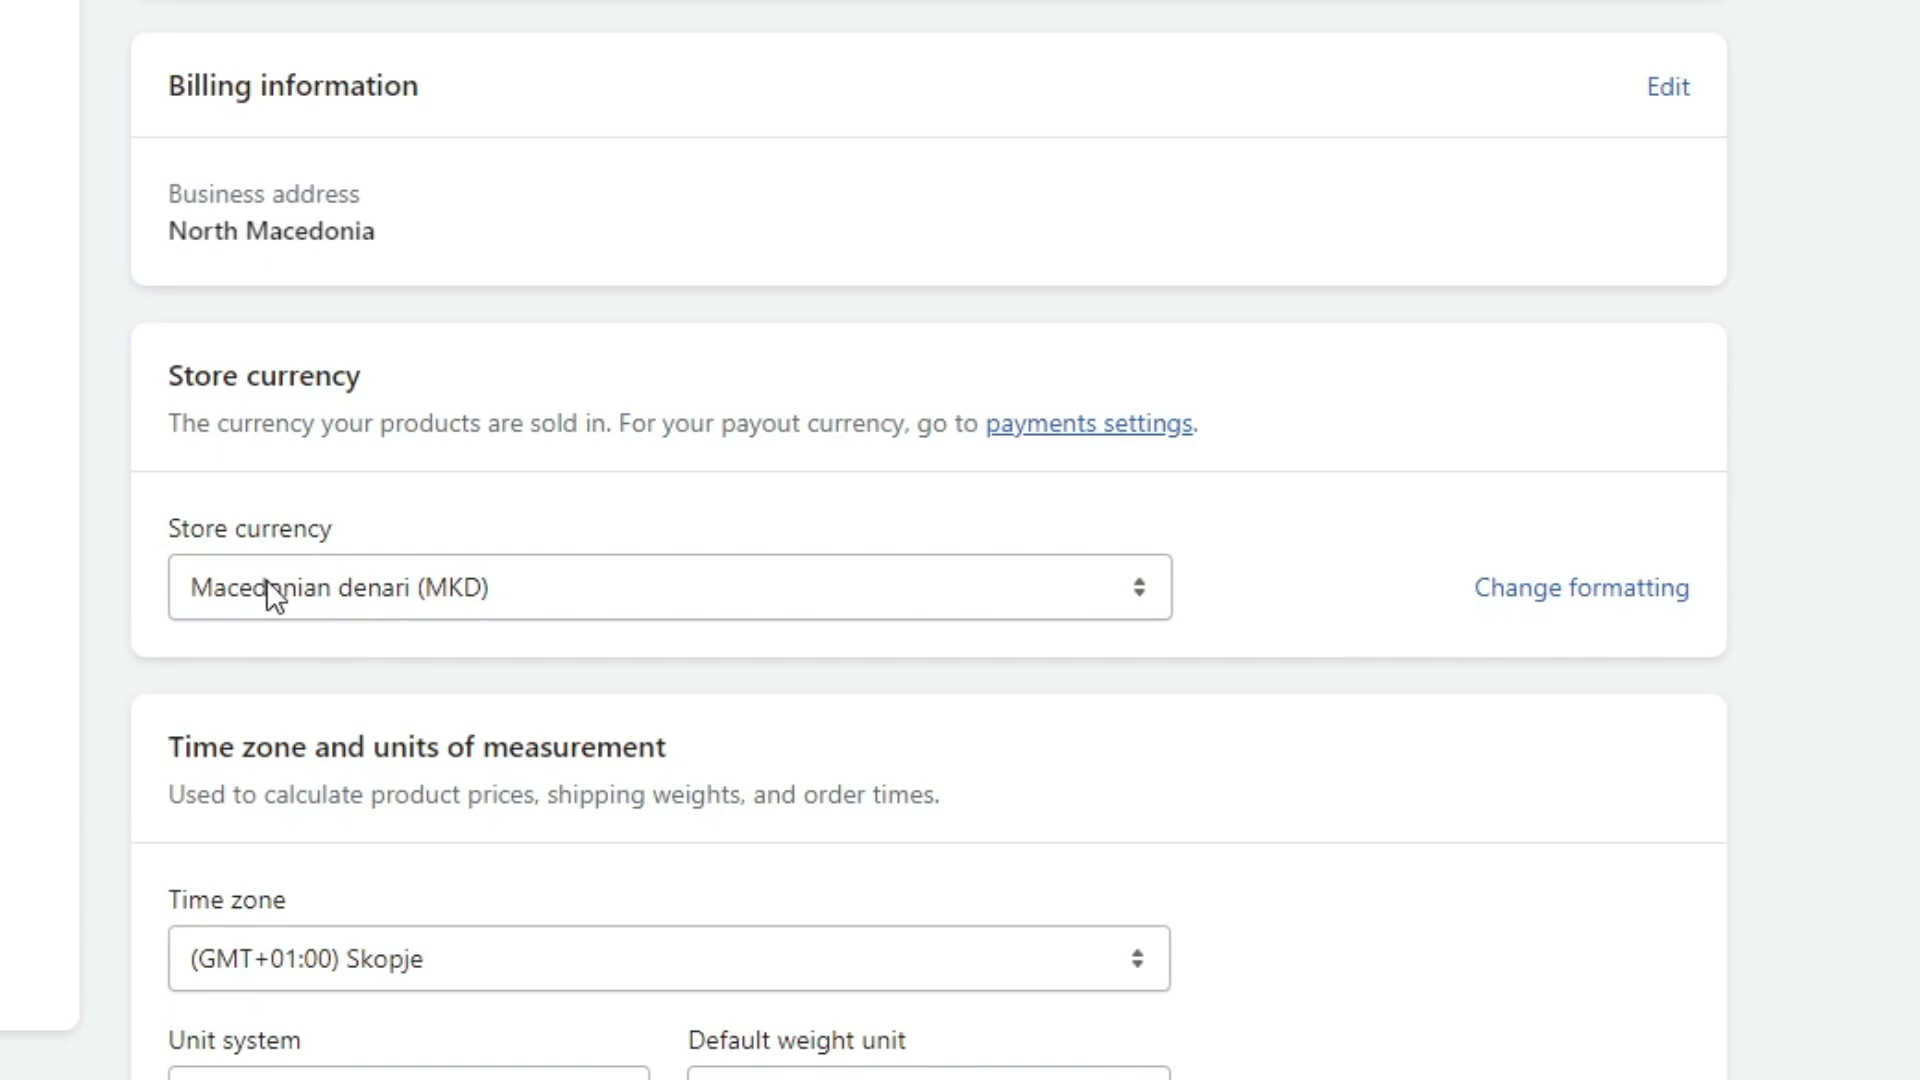 Billing information
Edit
Business address
North Macedonia
Store currency
The currency your products are sold in. For your payout currency, go to payments settings.
Store currency
Macedonian denari (MKD)
Change formatting
Time zone and units of measurement
Used to calculate product prices, shipping weights, and order times.
Time zone
(GMT+01:00) Skopje
Unit system
Default weight unit